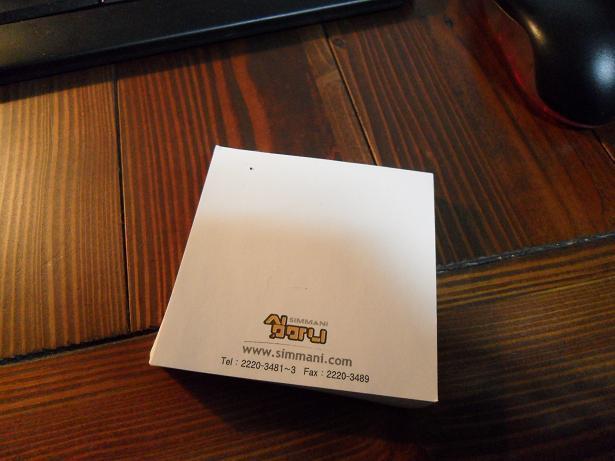 SIMMANI
심마니
www.simmani.com
Tel : 2220-3481~3 Fax : 2220-3489